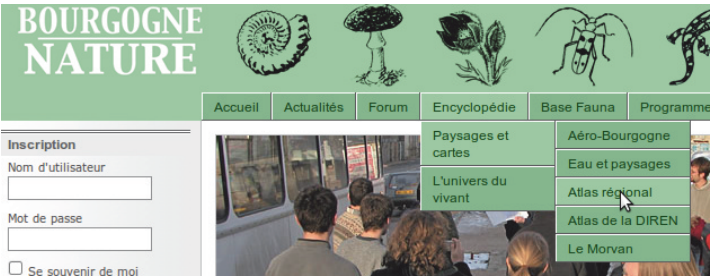 BOURGOGNE
NATURE
Accueil Actualités Forum Encyclopédie Base Fauna Programme
Inscription
Nom d'utilisateur
Mot de passe
Se souvenir de moi
Paysages et
cartes
L'univers du
vivant
Aéro-Bourgogne
Eau et paysages
Atlas régional
Atlas de la DIREN
Le Morvan